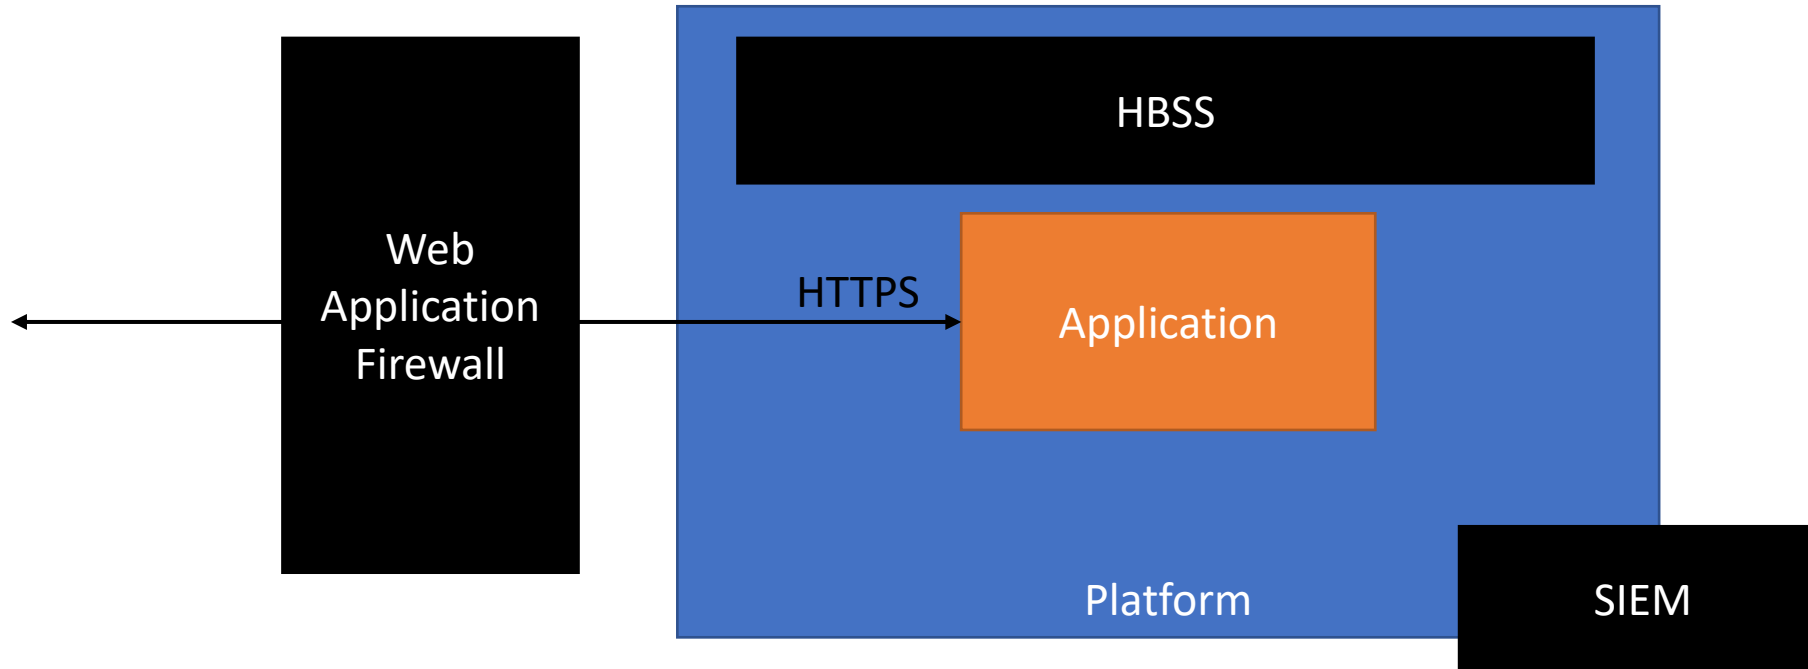 HBSS
Web
Application
Firewall
HTTPS
Application
Platform
SIEM